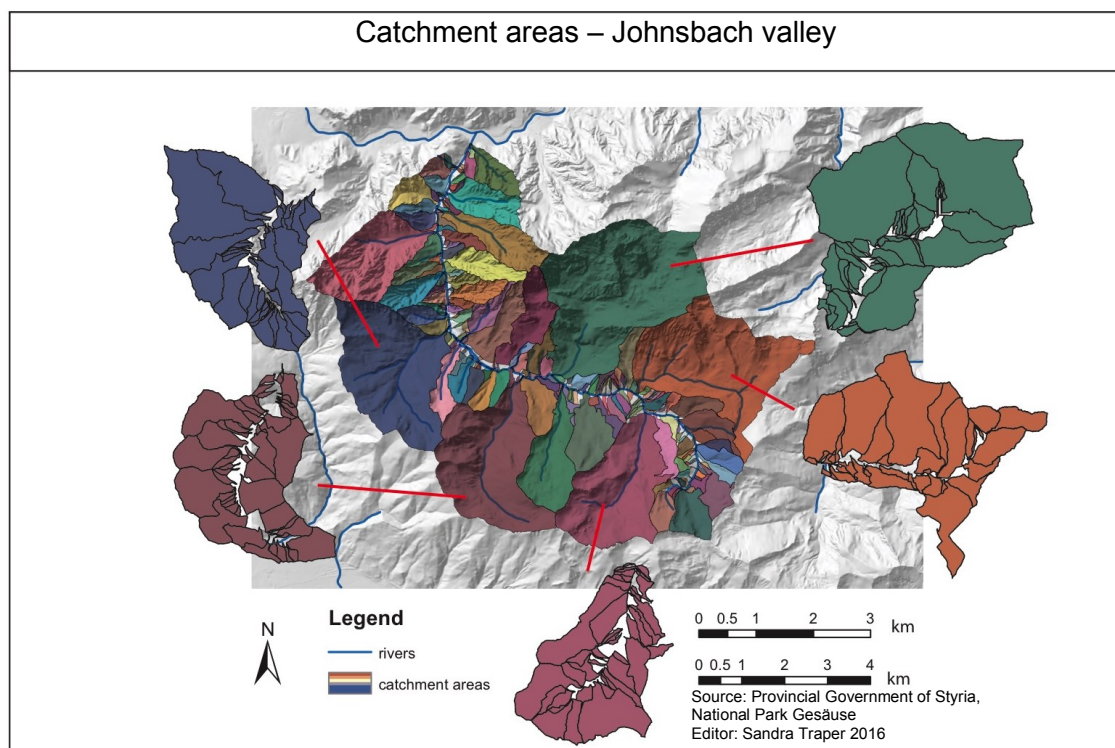 Catchment areas – Johnsbach valley
N
Legend
rivers
catchment areas
0 0.5 1 2 3
km
0 0.5 1 2 3 4
km
Source: Provincial Government of Styria,
National Park Gesäuse
Editor: Sandra Traper 2016